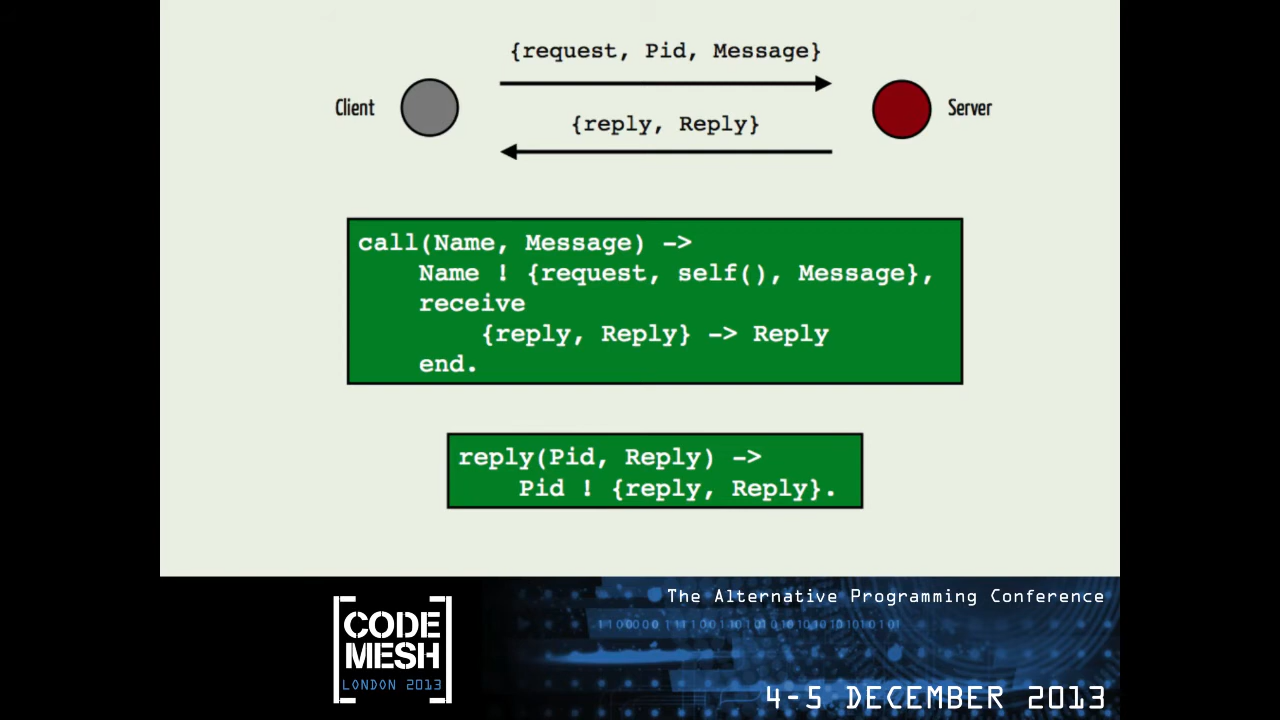 {request, Pid, Message}
Client
Server
{reply, Reply}
call(Name, Message) ->
    Name ! {request, self(), Message},
    receive
        {reply, Reply} -> Reply
    end.
reply(Pid, Reply) ->
    Pid ! {reply, Reply}.
The Alternative Programming Conference
CODE
MESH
LONDON 2013
4-5 DECEMBER 2013